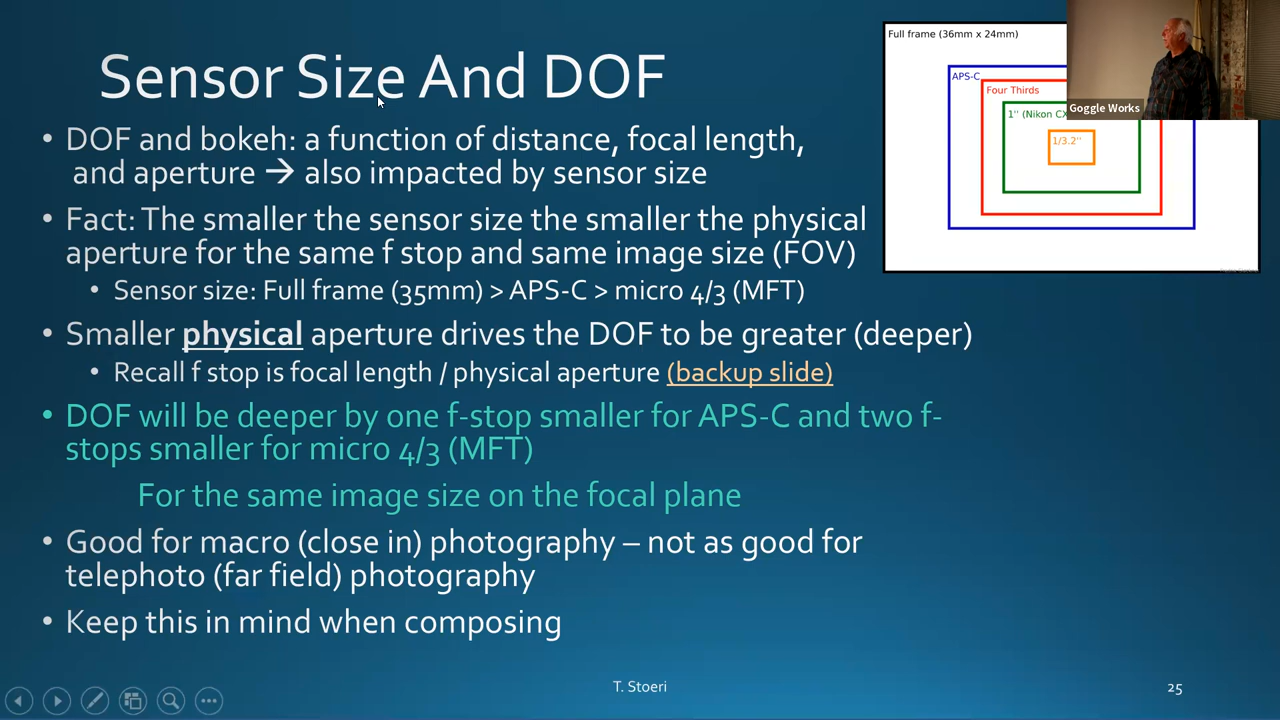 Sensor Size And DOF
• DOF and bokeh: a function of distance, focal length,
and aperture → also impacted by sensor size
• Fact: The smaller the sensor size the smaller the physical
aperture for the same f stop and same image size (FOV)
• Sensor size: Full frame (35mm) > APS-C > micro 4/3 (MFT)
• Smaller physical aperture drives the DOF to be greater (deeper)
• Recall f stop is focal length / physical aperture (backup slide)
• DOF will be deeper by one f-stop smaller for APS-C and two f-
stops smaller for micro 4/3 (MFT)
For the same image size on the focal plane
• Good for macro (close in) photography – not as good for
telephoto (far field) photography
• Keep this in mind when composing
Full frame (36mm x 24mm)
APS-C
Four Thirds
1'' (Nikon CX
1/3.2''
Goggle Works
T. Stoeri
25